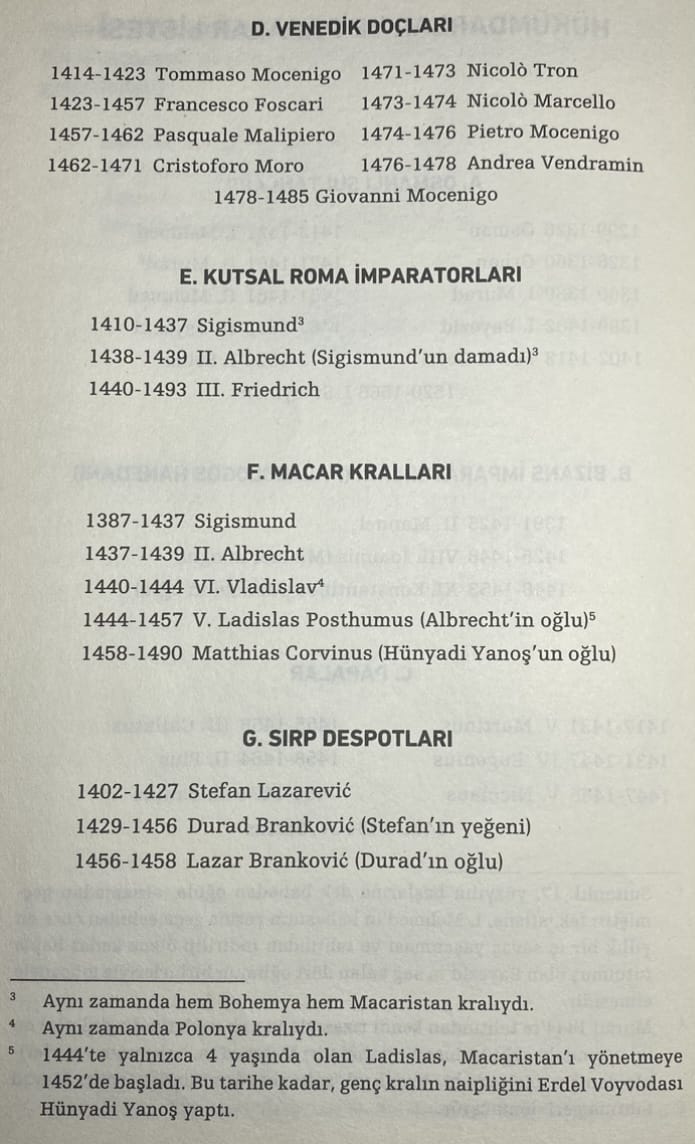 D. VENEDİK DOÇLARI
1414-1423 Tommaso Mocenigo
1423-1457 Francesco Foscari
1457-1462 Pasquale Malipiero
1462-1471 Cristoforo Moro
1471-1473 Nicolò Tron
1473-1474 Nicolò Marcello
1474-1476 Pietro Mocenigo
1476-1478 Andrea Vendramin
1478-1485 Giovanni Mocenigo
E. KUTSAL ROMA İMPARATORLARI
1410-1437 Sigismund³
1438-1439 II. Albrecht (Sigismund'un damadı)³
1440-1493 III. Friedrich
F. MACAR KRALLARI
1387-1437 Sigismund
1437-1439 II. Albrecht
1440-1444 VI. Vladislav⁴
1444-1457 V. Ladislas Posthumus (Albrecht'in oğlu)⁵
1458-1490 Matthias Corvinus (Hünyadi Yanoş'un oğlu)
G. SIRP DESPOTLARI
1402-1427 Stefan Lazarević
1429-1456 Durad Branković (Stefan'ın yeğeni)
1456-1458 Lazar Branković (Durad'ın oğlu)
³ Aynı zamanda hem Bohemya hem Macaristan kralıydı.
⁴ Aynı zamanda Polonya kralıydı.
⁵ 1444'te yalnızca 4 yaşında olan Ladislas, Macaristan'ı yönetmeye
1452'de başladı. Bu tarihe kadar, genç kralın naipliğini Erdel Voyvodası
Hünyadi Yanoş yaptı.